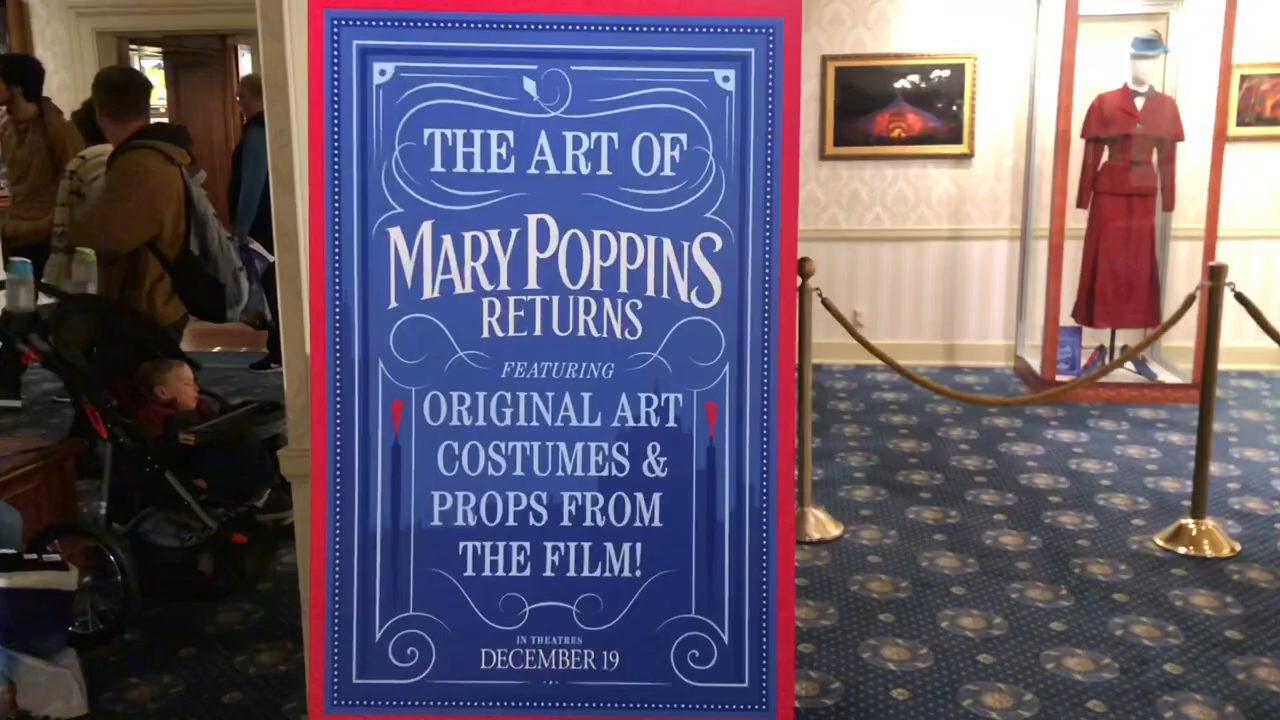 THE ART OF
MARY POPPINS
RETURNS
FEATURING
ORIGINAL ART
COSTUMES &
PROPS FROM
THE FILM!
IN THEATRES
DECEMBER 19